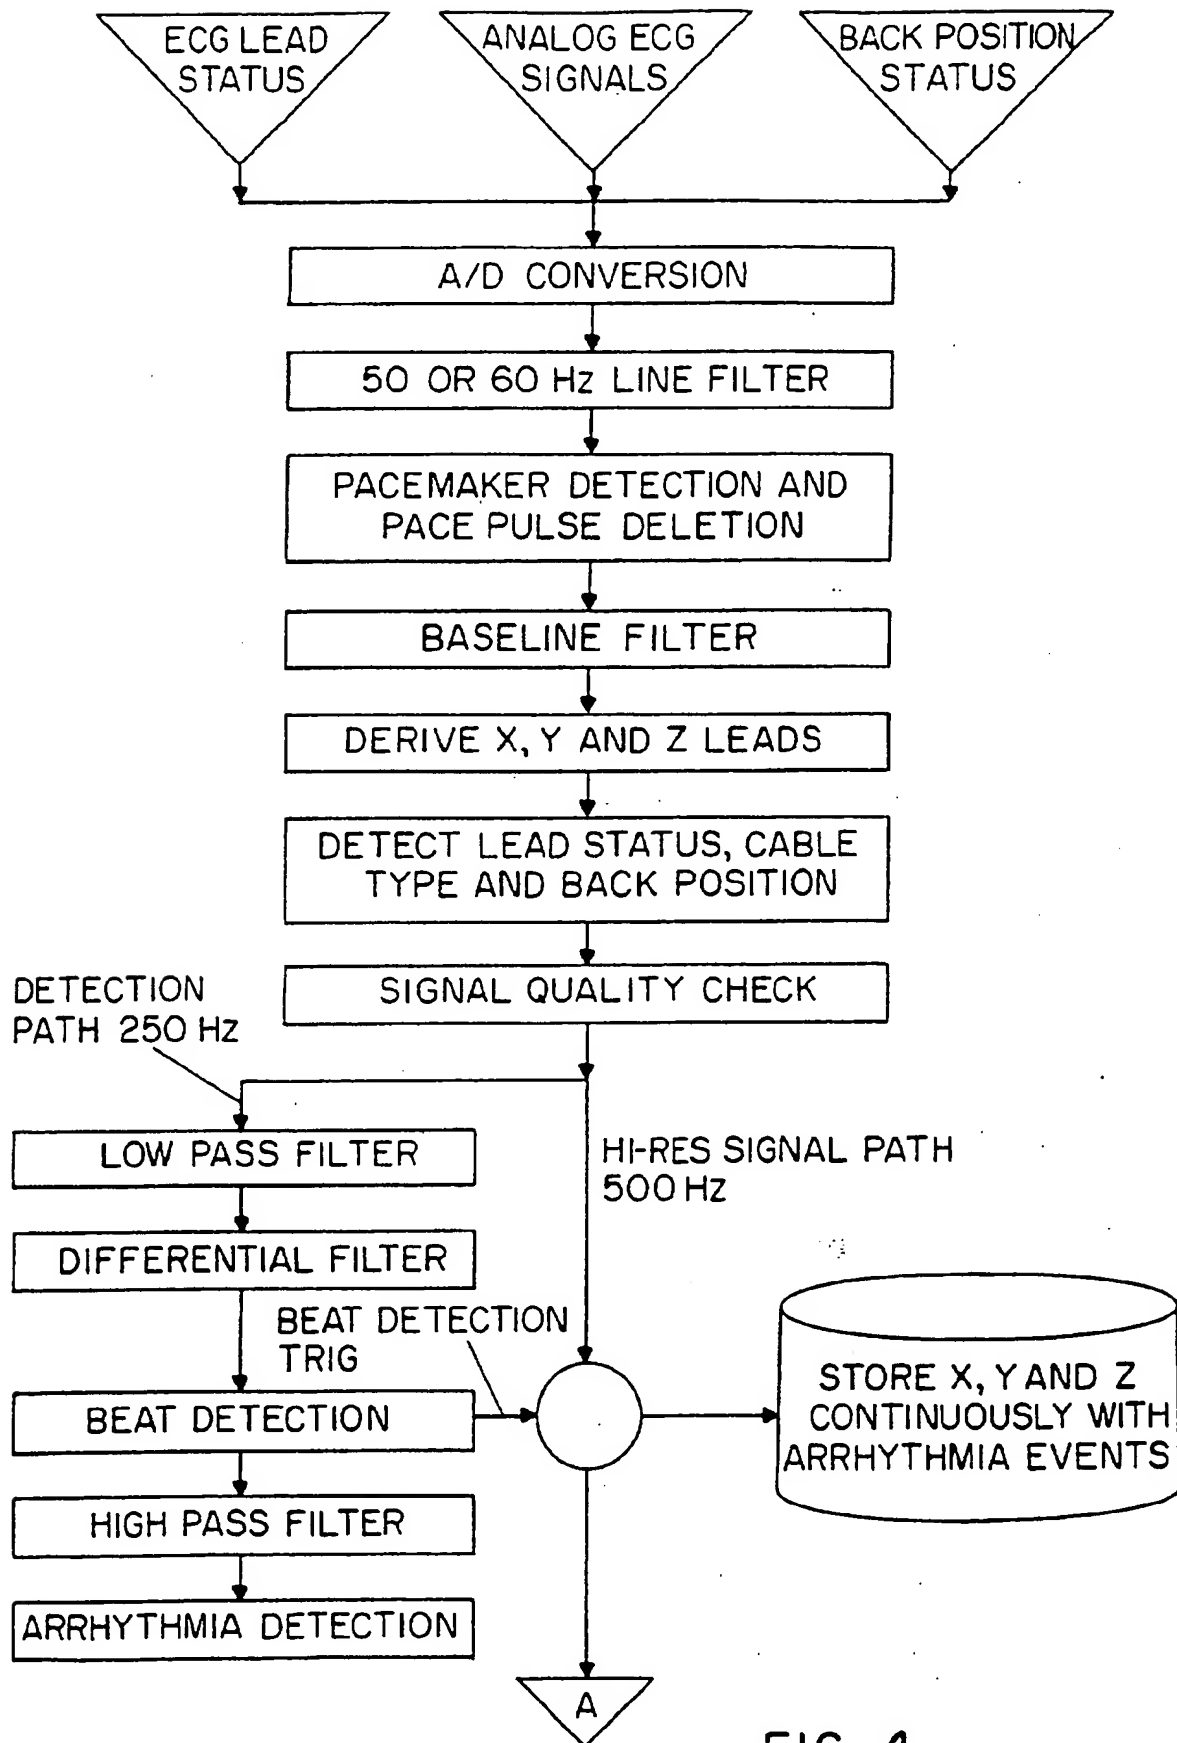 ECG LEAD
STATUS
ANALOG ECG
SIGNALS
BACK POSITION
STATUS
A/D CONVERSION
50 OR 60 Hz LINE FILTER
PACEMAKER DETECTION AND
PACE PULSE DELETION
BASELINE FILTER
DERIVE X, Y AND Z LEADS
DETECT LEAD STATUS, CABLE
TYPE AND BACK POSITION
SIGNAL QUALITY CHECK
DETECTION
PATH 250 Hz
LOW PASS FILTER
HI-RES SIGNAL PATH
500 Hz
DIFFERENTIAL FILTER
BEAT DETECTION
TRIG
BEAT DETECTION
STORE X, Y AND Z
CONTINUOUSLY WITH
ARRHYTHMIA EVENTS
HIGH PASS FILTER
ARRHYTHMIA DETECTION
A